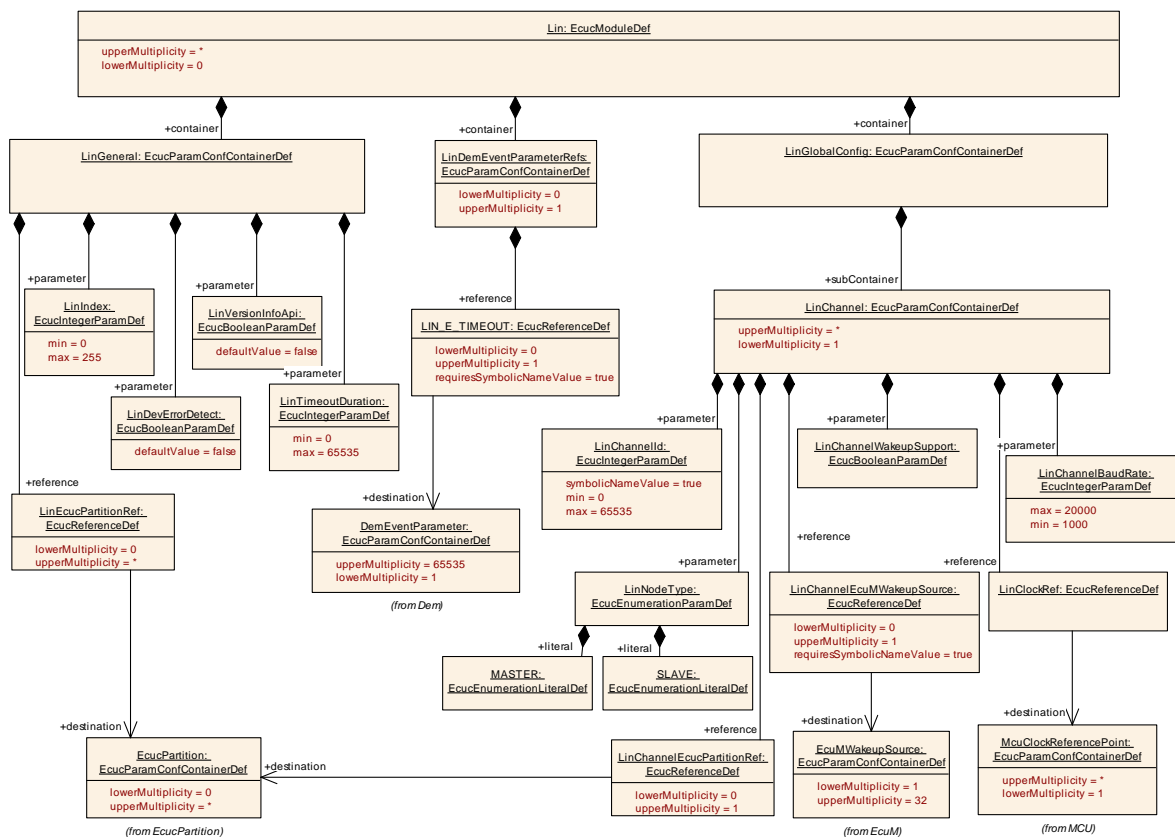 Lin: EcucModuleDef
upperMultiplicity = *
lowerMultiplicity = 0
+container
+container
+container
LinGeneral: EcucParamConfContainerDef
LinDemEventParameterRefs:
EcucParamConfContainerDef
lowerMultiplicity = 0
upperMultiplicity = 1
LinGlobalConfig: EcucParamConfContainerDef
+parameter
+parameter
+reference
+subContainer
LinIndex:
EcucIntegerParamDef
min = 0
max = 255
LinVersionInfoApi:
EcucBooleanParamDef
defaultValue = false
LIN_E_TIMEOUT: EcucReferenceDef
lowerMultiplicity = 0
upperMultiplicity = 1
requiresSymbolicNameValue = true
LinChannel: EcucParamConfContainerDef
upperMultiplicity = *
lowerMultiplicity = 1
+parameter
+parameter
LinDevErrorDetect:
EcucBooleanParamDef
defaultValue = false
LinTimeoutDuration:
EcucIntegerParamDef
min = 0
max = 65535
+parameter
+parameter
+parameter
LinChannelId:
EcucIntegerParamDef
symbolicNameValue = true
min = 0
max = 65535
LinChannelWakeupSupport:
EcucBooleanParamDef
LinChannelBaudRate:
EcucIntegerParamDef
max = 20000
min = 1000
+reference
LinEcucPartitionRef:
EcucReferenceDef
lowerMultiplicity = 0
upperMultiplicity = *
+destination
DemEventParameter:
EcucParamConfContainerDef
upperMultiplicity = 65535
lowerMultiplicity = 1
(from Dem)
+parameter
+reference
+reference
LinNodeType:
EcucEnumerationParamDef
LinChannelEcuMWakeupSource:
EcucReferenceDef
lowerMultiplicity = 0
upperMultiplicity = 1
requiresSymbolicNameValue = true
LinClockRef: EcucReferenceDef
+literal
+literal
MASTER:
EcucEnumerationLiteralDef
SLAVE:
EcucEnumerationLiteralDef
+destination
+reference
+destination
+destination
EcucPartition:
EcucParamConfContainerDef
lowerMultiplicity = 0
upperMultiplicity = *
(from EcucPartition)
+destination
LinChannelEcucPartitionRef:
EcucReferenceDef
lowerMultiplicity = 0
upperMultiplicity = 1
EcuMWakeupSource:
EcucParamConfContainerDef
lowerMultiplicity = 1
upperMultiplicity = 32
(from EcuM)
McuClockReferencePoint:
EcucParamConfContainerDef
upperMultiplicity = *
lowerMultiplicity = 1
(from MCU)